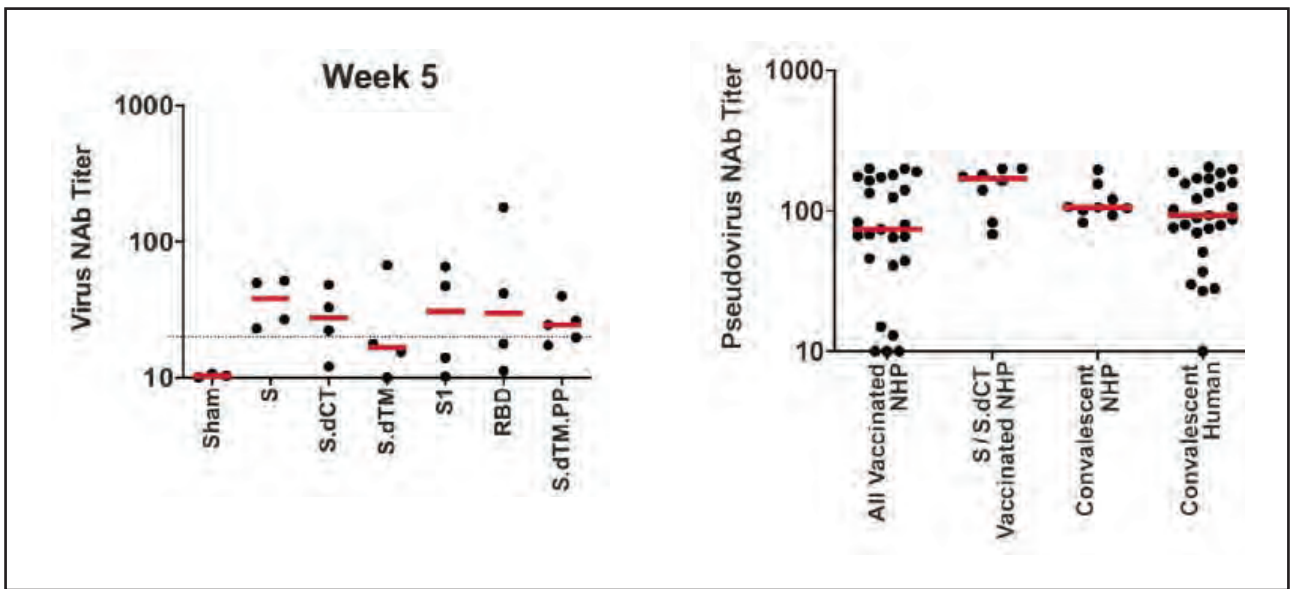 Week 5
Virus NAb Titer
1000
100
10
Sham
S
S.dCT
S.dTM
S1
RBD
S.dTM.PP
Pseudovirus NAb Titer
1000
100
10
All Vaccinated
NHP
S / S.dCT
Vaccinated NHP
Convalescent
NHP
Convalescent
Human